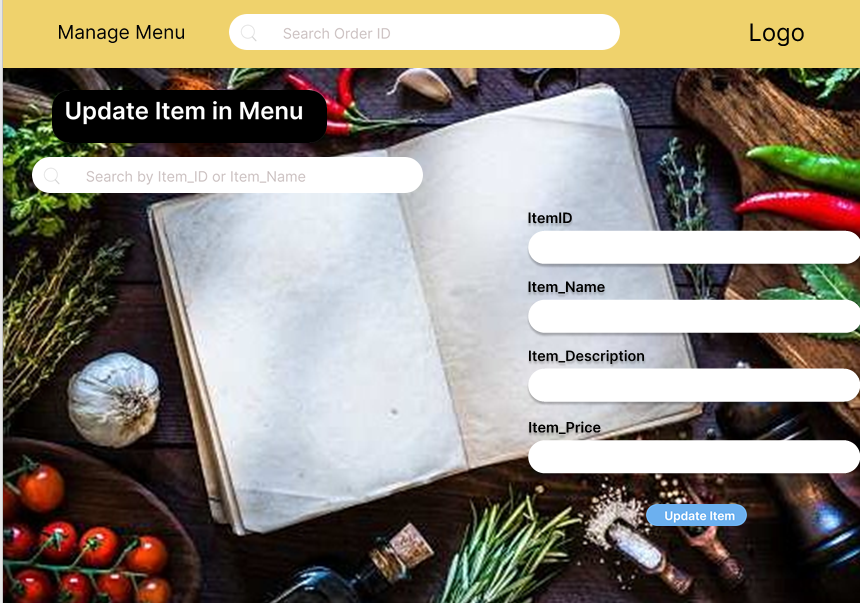 Manage Menu
Search Order ID
Logo
Update Item in Menu
Search by Item_ID or Item_Name
ItemID
Item_Name
Item_Description
Item_Price
Update Item